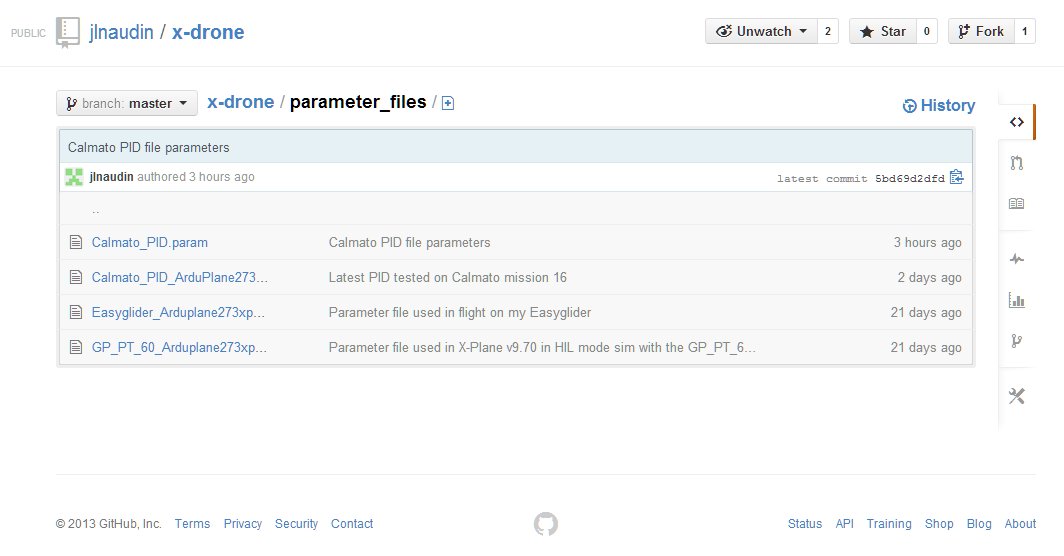 PUBLIC jlnaudin / x-drone Unwatch 2 Star 0 Fork 1
branch: master x-drone / parameter_files / History
Calmato PID file parameters
jlnaudin authored 3 hours ago latest commit 5bd69d2dfd
..
Calmato_PID.param Calmato PID file parameters 3 hours ago
Calmato_PID_ArduPlane273... Latest PID tested on Calmato mission 16 2 days ago
Easyglider_Arduplane273xp... Parameter file used in flight on my Easyglider 21 days ago
GP_PT_60_Arduplane273xp... Parameter file used in X-Plane v9.70 in HIL mode sim with the GP_PT_6... 21 days ago
© 2013 GitHub, Inc. Terms Privacy Security Contact Status API Training Shop Blog About